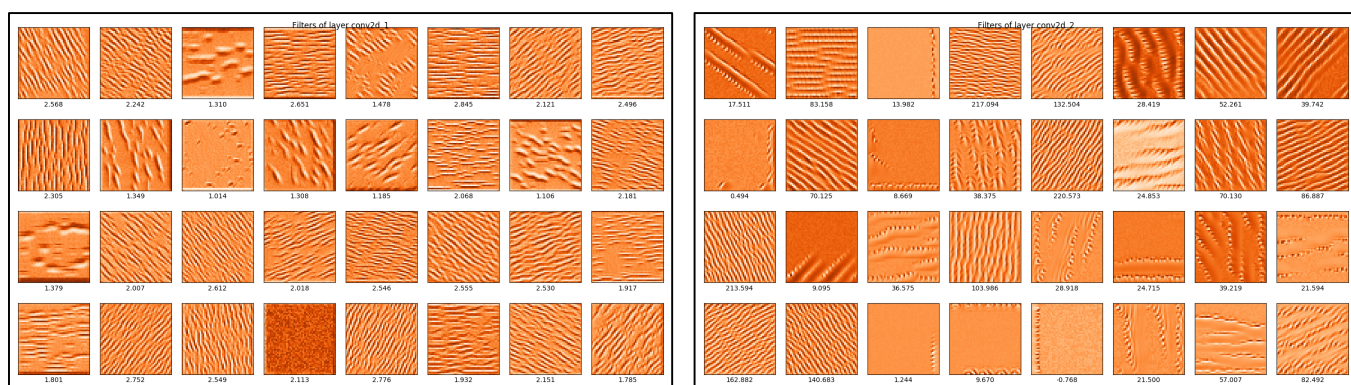 Filters of layer conv2d_1
2.568 2.242 1.310 2.651 1.478 2.845 2.121 2.496
2.305 1.349 1.014 1.308 1.185 2.068 1.106 2.181
1.379 2.007 2.612 2.018 2.546 2.555 2.530 1.917
1.801 2.752 2.549 2.113 2.776 1.932 2.151 1.785
Filters of layer conv2d_2
17.511 83.158 13.982 217.094 132.504 28.419 52.261 39.742
0.494 70.125 8.669 38.375 220.573 24.853 70.130 86.887
213.594 9.095 36.575 103.986 28.918 24.715 39.219 21.594
162.882 140.683 1.244 9.670 -0.768 21.500 57.007 82.492